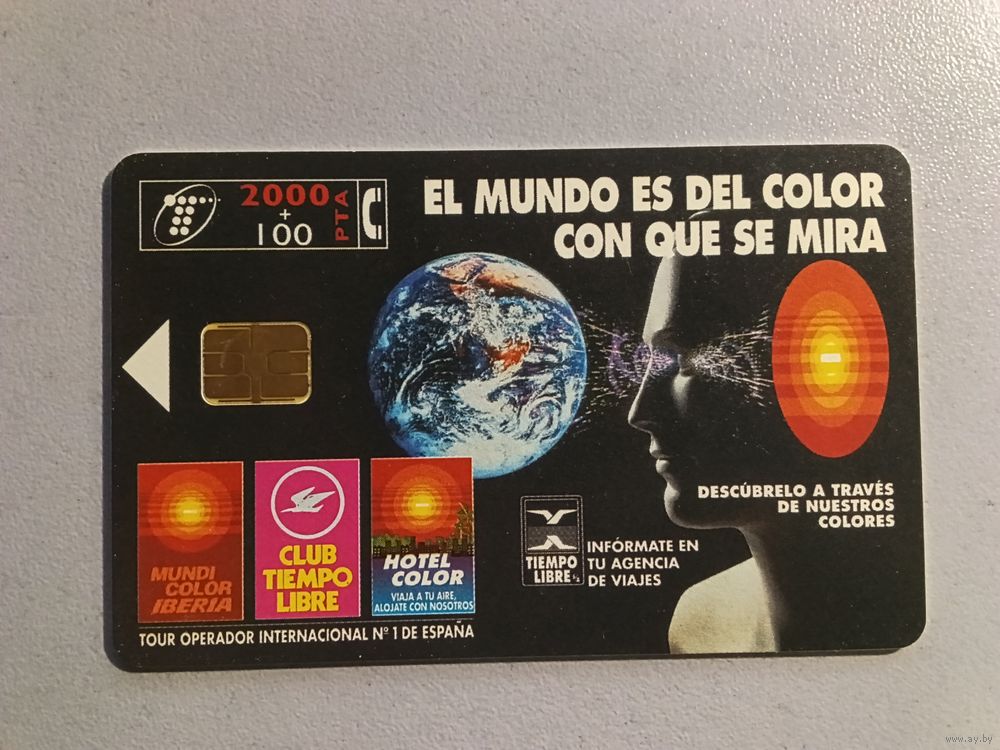 2000
+
100
PTA
EL MUNDO ES DEL COLOR
CON QUE SE MIRA
MUNDI
COLOR
IBERIA
CLUB
TIEMPO
LIBRE
HOTEL
COLOR
VIAJA A TU AIRE,
ALOJATE CON NOSOTROS
TOUR OPERADOR INTERNACIONAL Nº 1 DE ESPAÑA
TIEMPO
LIBRE
INFÓRMATE EN
TU AGENCIA
DE VIAJES
DESCÚBRELO A TRAVÉS
DE NUESTROS
COLORES
www.ay.by